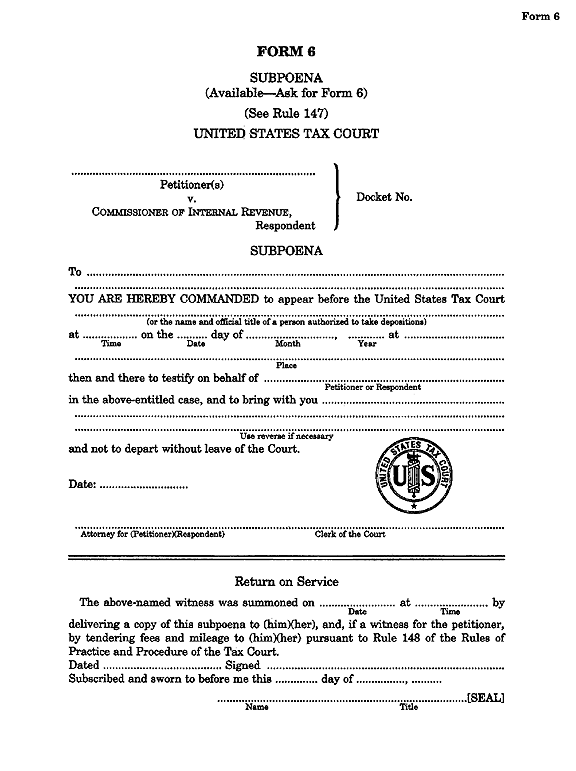 Form 6
FORM 6
SUBPOENA
(Available—Ask for Form 6)
(See Rule 147)
UNITED STATES TAX COURT
Petitioner(s)
v.
COMMISSIONER OF INTERNAL REVENUE,
Respondent
Docket No.
SUBPOENA
To ........................
YOU ARE HEREBY COMMANDED to appear before the United States Tax Court
(or the name and official title of a person authorized to take depositions)
at .................. on the .......... day of ............................, ............ at .................................
Time Date Month Year
Place
then and there to testify on behalf of ........................
Petitioner or Respondent
in the above-entitled case, and to bring with you ........................
Use reverse if necessary
and not to depart without leave of the Court.
UNITED STATES TAX COURT
US
Date: .............................
Attorney for (Petitioner)(Respondent) Clerk of the Court
Return on Service
The above-named witness was summoned on ......................... at ........................ by
Date Time
delivering a copy of this subpoena to (him)(her), and, if a witness for the petitioner,
by tendering fees and mileage to (him)(her) pursuant to Rule 148 of the Rules of
Practice and Procedure of the Tax Court.
Dated ....................................... Signed ........................
Subscribed and sworn to before me this .............. day of ................, ..........
........................[SEAL]
Name Title